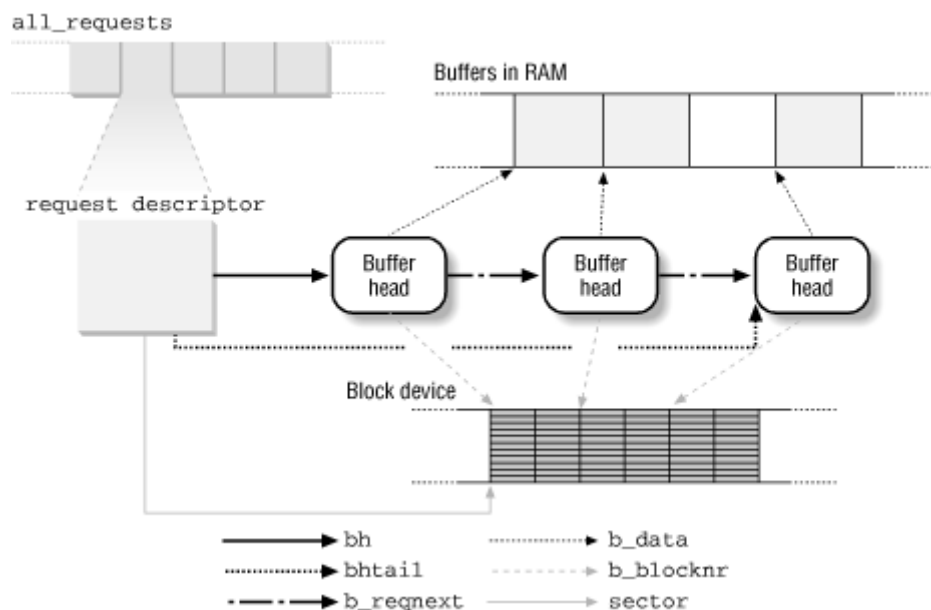 all_requests
Buffers in RAM
request descriptor
Buffer
head
Buffer
head
Buffer
head
Block device
bh
b_data
bhtail
b_blocknr
b_reqnext
sector